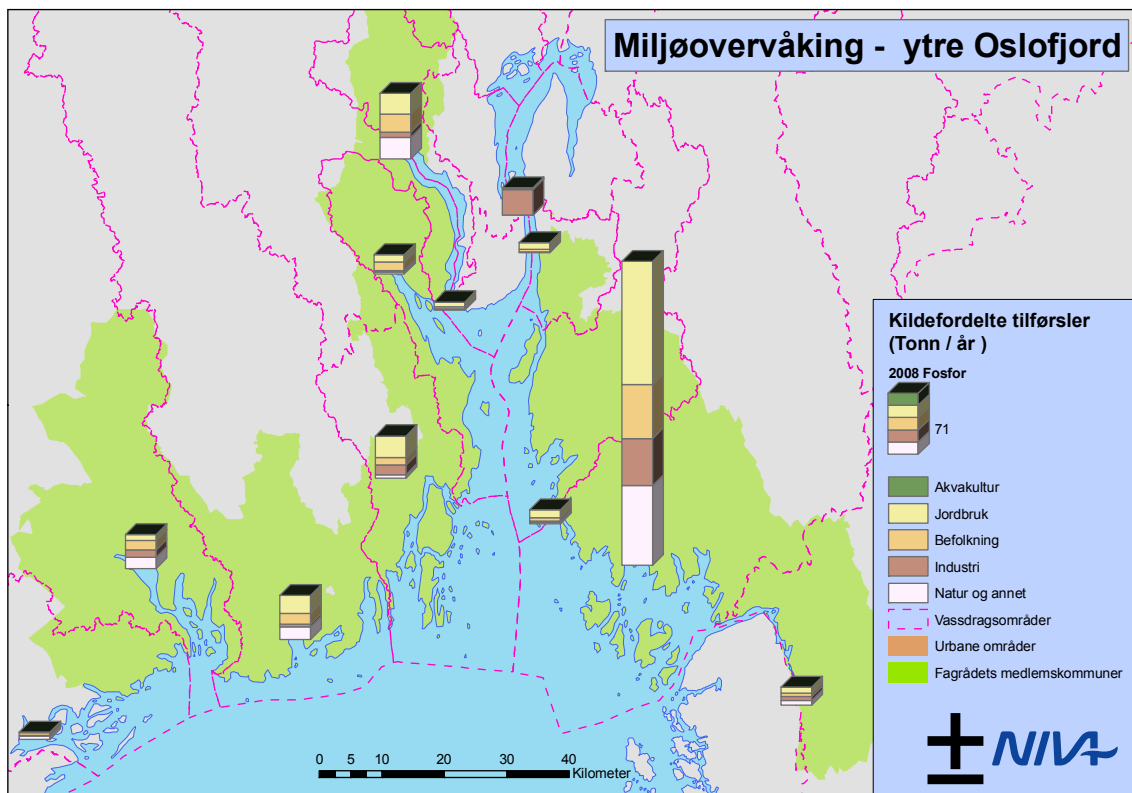 Miljøovervåking - ytre Oslofjord
Kildefordelte tilførsler
(Tonn / år )
2008 Fosfor
71
Akvakultur
Jordbruk
Befolkning
Industri
Natur og annet
Vassdragsområder
Urbane områder
Fagrådets medlemskommuner
0 5 10 20 30 40
Kilometer
NIVA